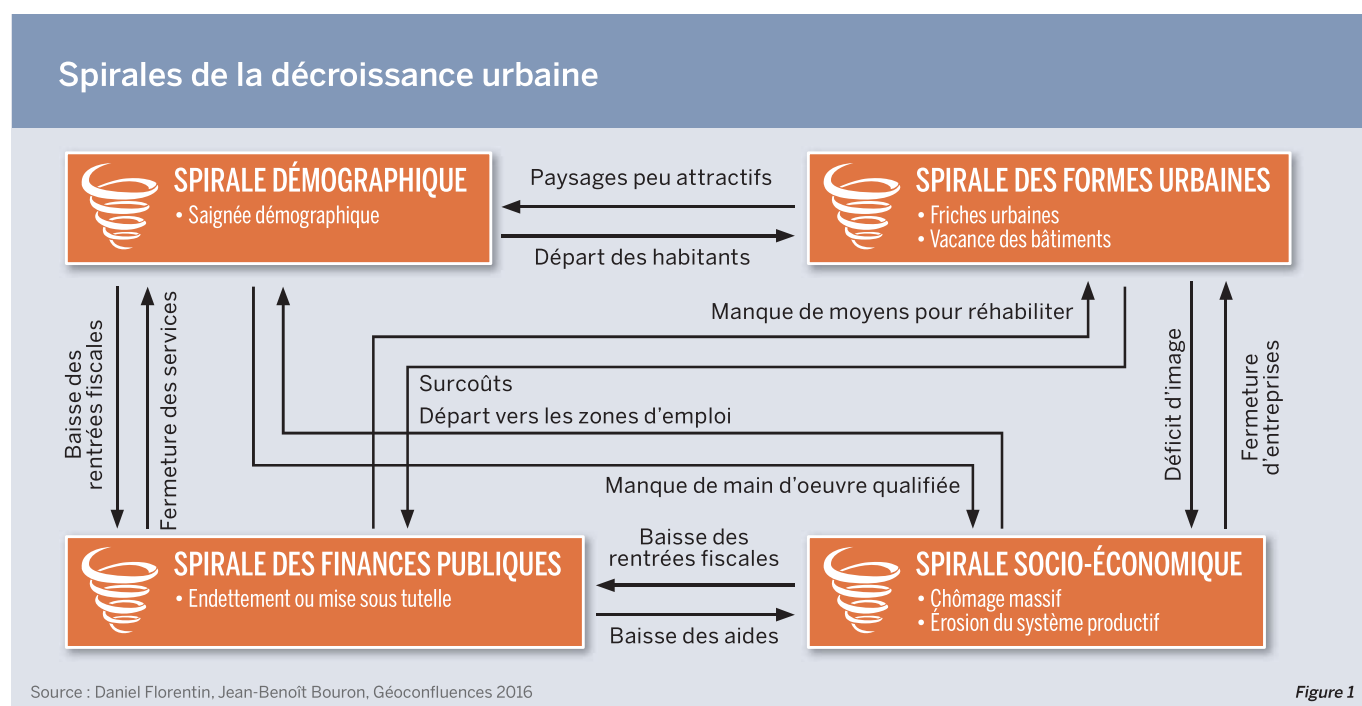 Spirales de la décroissance urbaine
SPIRALE DÉMOGRAPHIQUE
• Saignée démographique
Paysages peu attractifs
Départ des habitants
SPIRALE DES FORMES URBAINES
• Friches urbaines
• Vacance des bâtiments
Baisse des
rentrées fiscales
Fermeture des services
Manque de moyens pour réhabiliter
Surcoûts
Départ vers les zones d'emploi
Manque de main d'oeuvre qualifiée
Déficit d'image
Fermeture
d'entreprises
SPIRALE DES FINANCES PUBLIQUES
• Endettement ou mise sous tutelle
Baisse des
rentrées fiscales
Baisse des aides
SPIRALE SOCIO-ÉCONOMIQUE
• Chômage massif
• Érosion du système productif
Source : Daniel Florentin, Jean-Benoît Bouron, Géoconfluences 2016
Figure 1